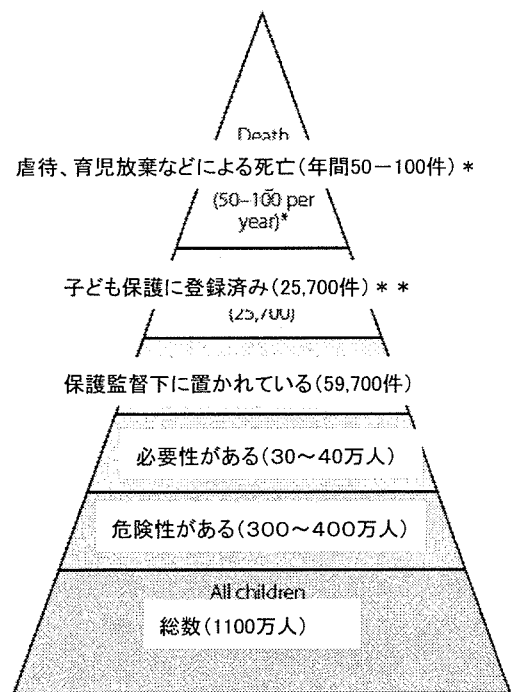 Death
虐待、育児放棄などによる死亡(年間50－100件)*
(50–100 per
year)*
子ども保護に登録済み(25,700件)**
(25,700)
保護監督下に置かれている(59,700件)
必要性がある(30～40万人)
危険性がある(300～400万人)
All children
総数(1100万人)